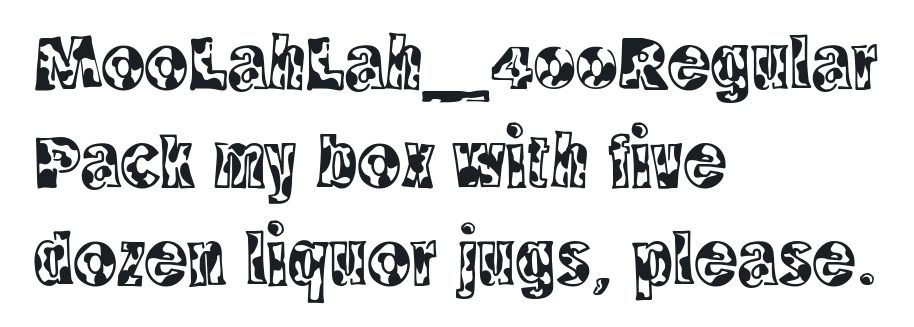 MooLahLah_400Regular
Pack my box with five
dozen liquor jugs, please.